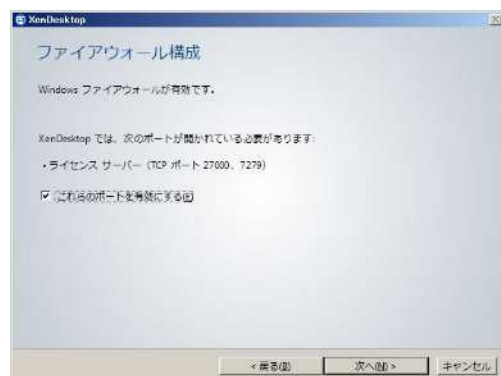 XenDesktop
ファイアウォール構成
Windows ファイアウォールが有効です。
XenDesktop では、次のポートが開かれている必要があります:
・ライセンス サーバー (TCP ポート 27000、7279)
これらのポートを有効にする(E)
< 戻る(B)
次へ(N) >
キャンセル